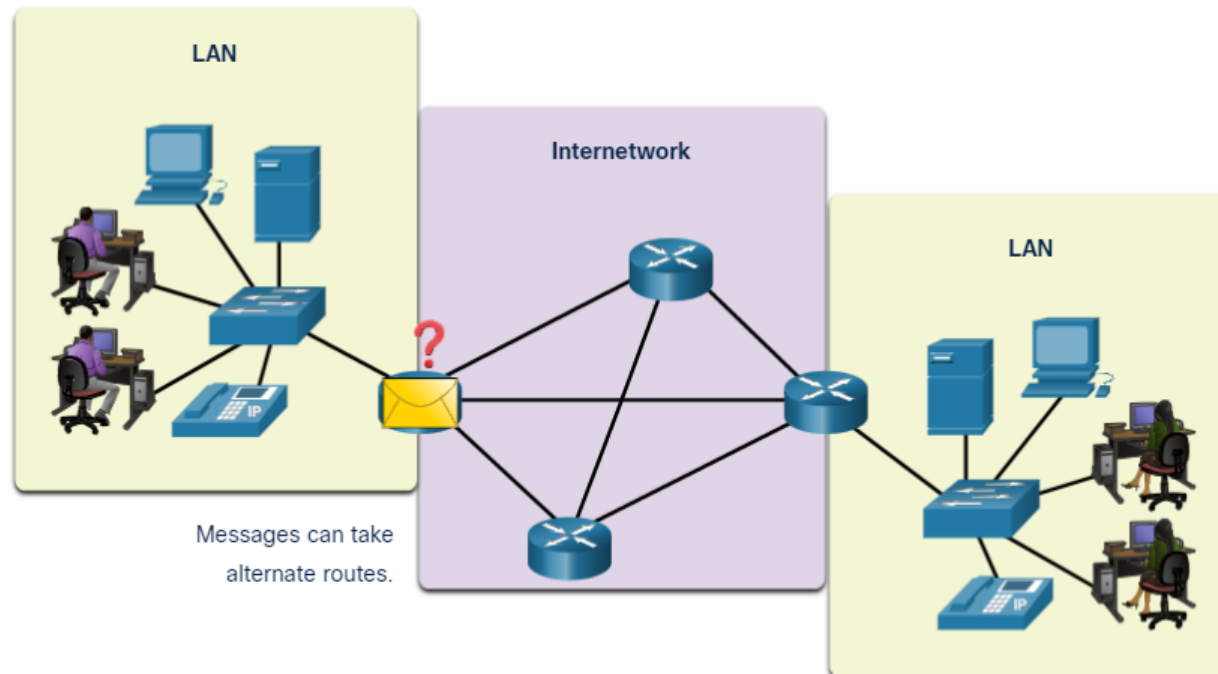 LAN
Internetwork
LAN
?
IP
Messages can take
alternate routes.
IP